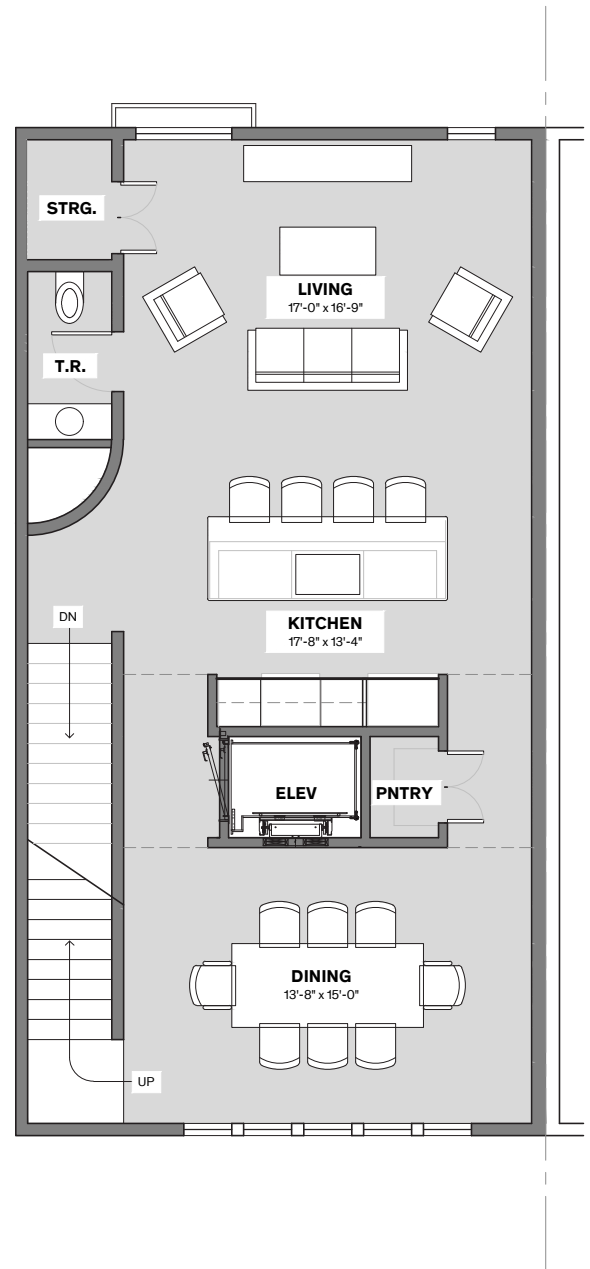 STRG.
LIVING
17'-0" x 16'-9"
T.R.
DN
KITCHEN
17'-8" x 13'-4"
ELEV
PNTRY
DINING
13'-8" x 15'-0"
UP